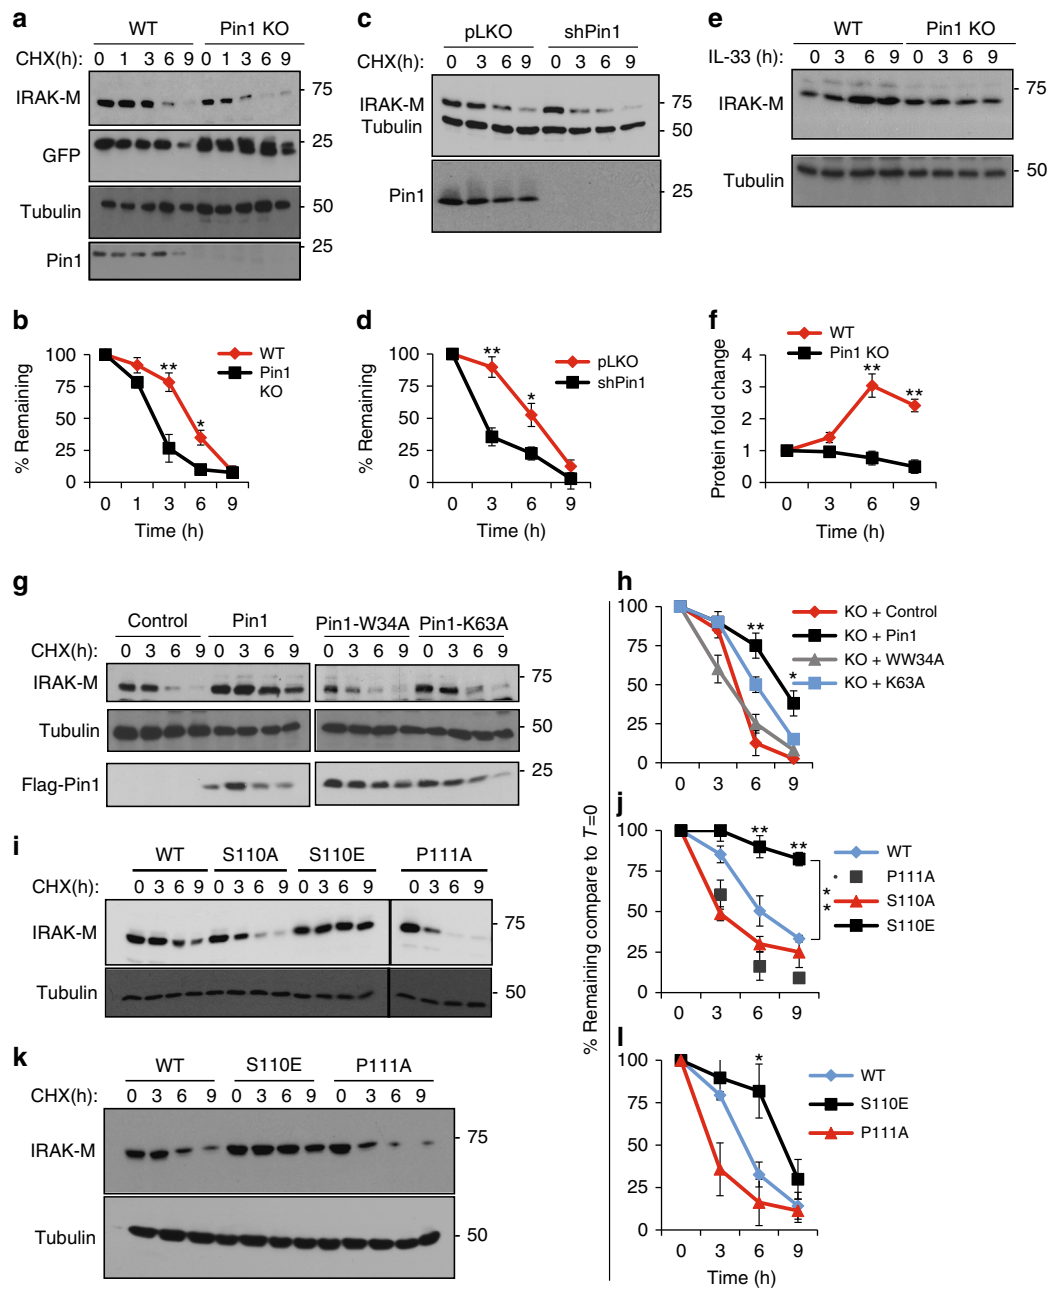 a
WT Pin1 KO
CHX(h): 0 1 3 6 9 0 1 3 6 9
IRAK-M
75
GFP
25
Tubulin
50
Pin1
25
c
pLKO shPin1
CHX(h): 0 3 6 9 0 3 6 9
IRAK-M
75
Tubulin
50
Pin1
25
e
WT Pin1 KO
IL-33 (h): 0 3 6 9 0 3 6 9
IRAK-M
75
Tubulin
50
b
% Remaining
100
75
50
25
0
0 1 3 6 9
Time (h)
WT
Pin1
KO
**
*
d
% Remaining
100
75
50
25
0
0 3 6 9
Time (h)
pLKO
shPin1
**
*
f
Protein fold change
4
3
2
1
0
0 3 6 9
Time (h)
WT
Pin1 KO
**
**
g
Control Pin1 Pin1-W34A Pin1-K63A
CHX(h): 0 3 6 9 0 3 6 9 0 3 6 9 0 3 6 9
IRAK-M
75
Tubulin
50
Flag-Pin1
25
h
100
75
50
25
0
0 3 6 9
KO + Control
KO + Pin1
KO + WW34A
KO + K63A
**
*
% Remaining compare to T=0
i
WT S110A S110E P111A
CHX(h): 0 3 6 9 0 3 6 9 0 3 6 9 0 3 6 9
IRAK-M
75
Tubulin
50
j
100
75
50
25
0
0 3 6 9
WT
P111A
S110A
S110E
**
**
**
k
WT S110E P111A
CHX(h): 0 3 6 9 0 3 6 9 0 3 6 9
IRAK-M
75
Tubulin
50
l
100
75
50
25
0
0 3 6 9
Time (h)
WT
S110E
P111A
*